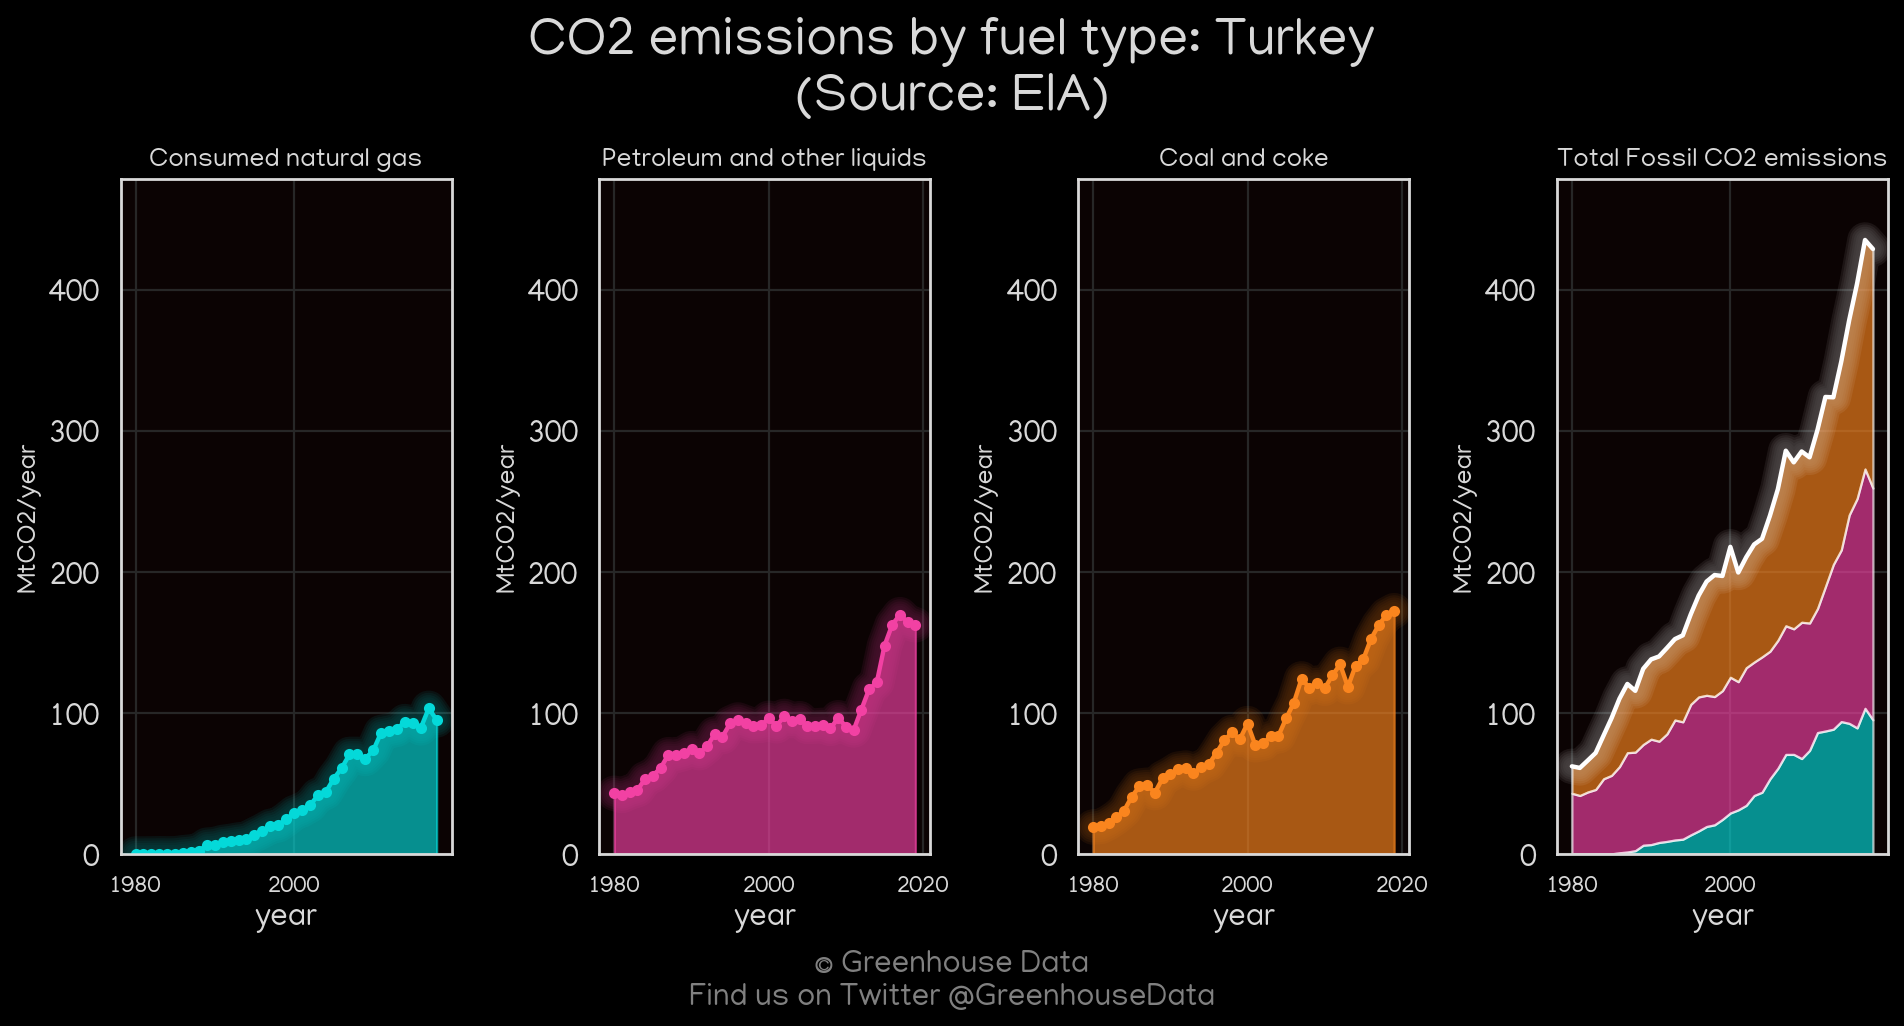 CO2 emissions by fuel type: Turkey
(Source: EIA)
Consumed natural gas
Petroleum and other liquids
Coal and coke
Total Fossil CO2 emissions
MtCO2/year
400
300
200
100
0
1980
2000
year
MtCO2/year
400
300
200
100
0
1980
2000
2020
year
MtCO2/year
400
300
200
100
0
1980
2000
2020
year
MtCO2/year
400
300
200
100
0
1980
2000
year
© Greenhouse Data
Find us on Twitter @GreenhouseData